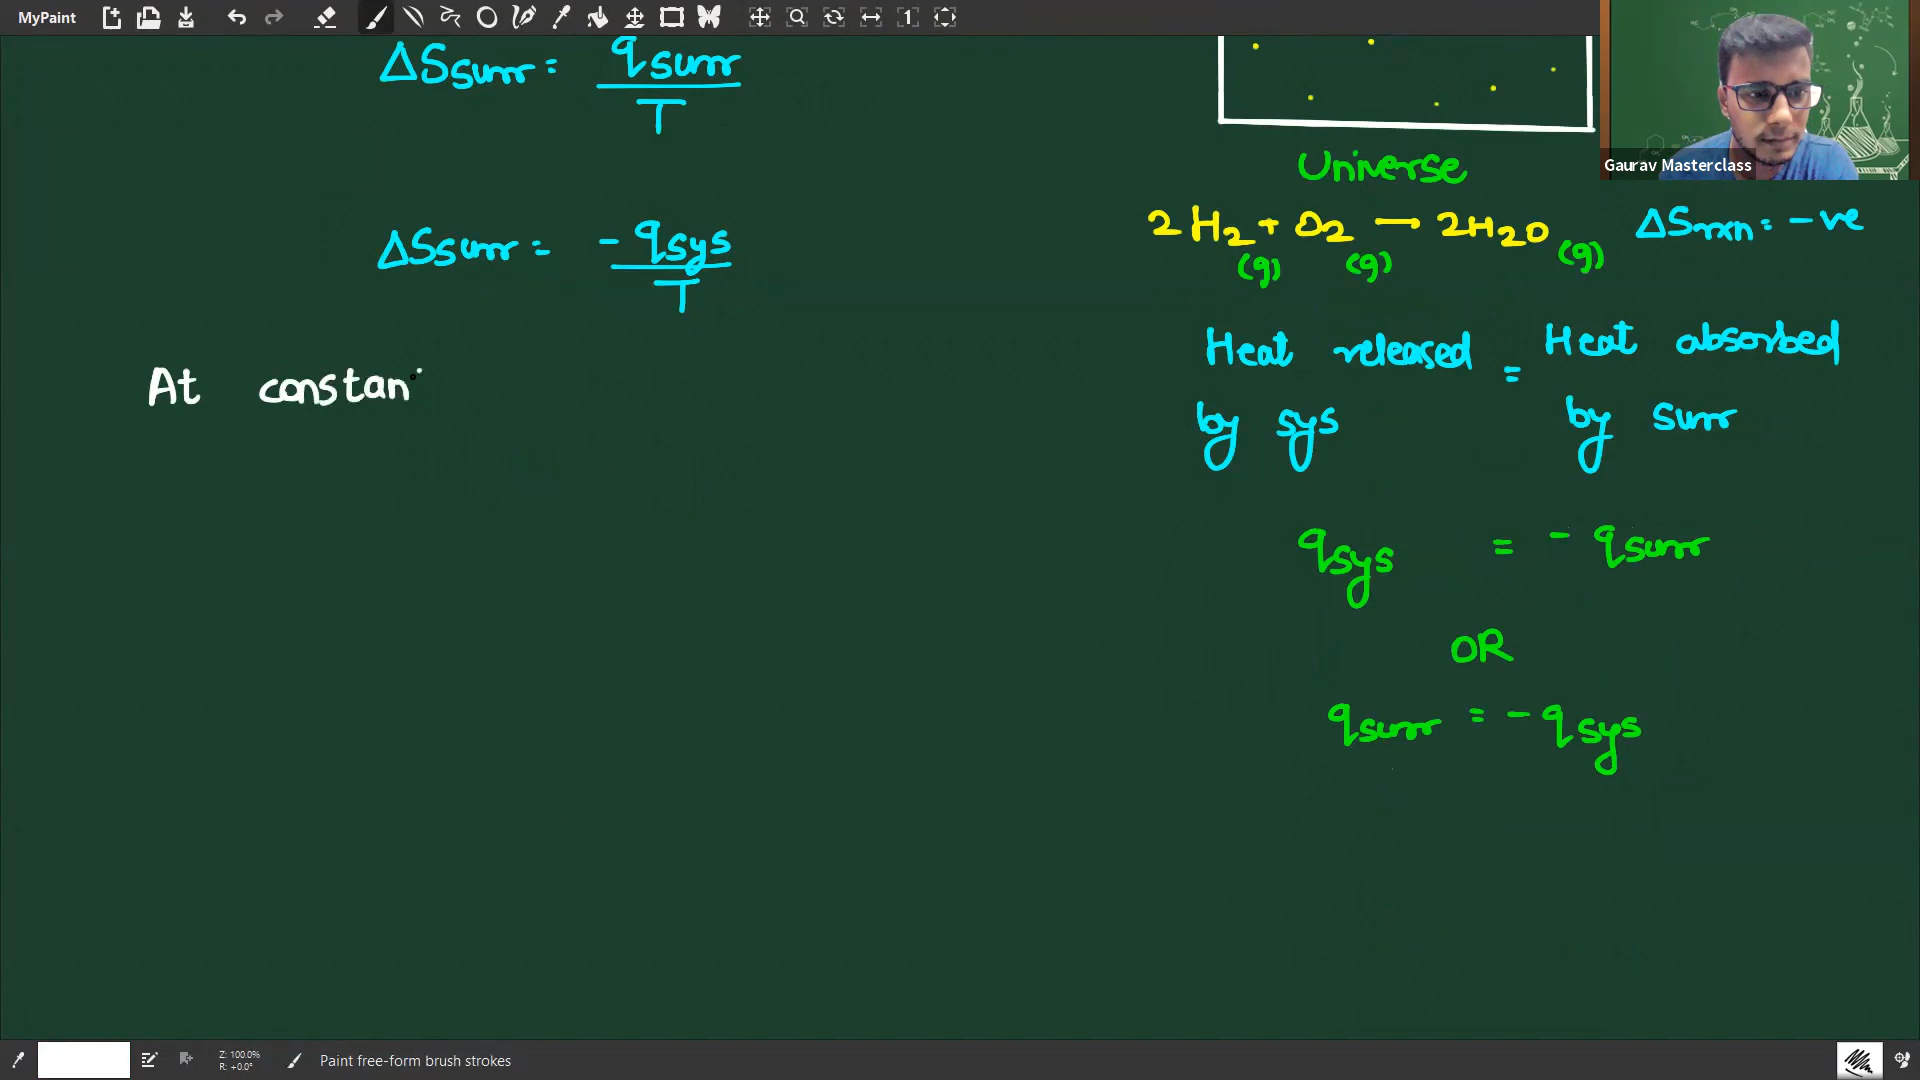 MyPaint
ΔSsurr = qsurr / T
Universe
Gaurav Masterclass
2H₂ + O₂ → 2H₂O ΔSrxn = -ve
(g) (g) (g)
ΔSsurr = -qsys / T
Heat released = Heat absorbed
by sys by surr
At constan
qsys = - qsurr
OR
qsurr = - qsys
Z: 100.0%
R: +0.0°
Paint free-form brush strokes